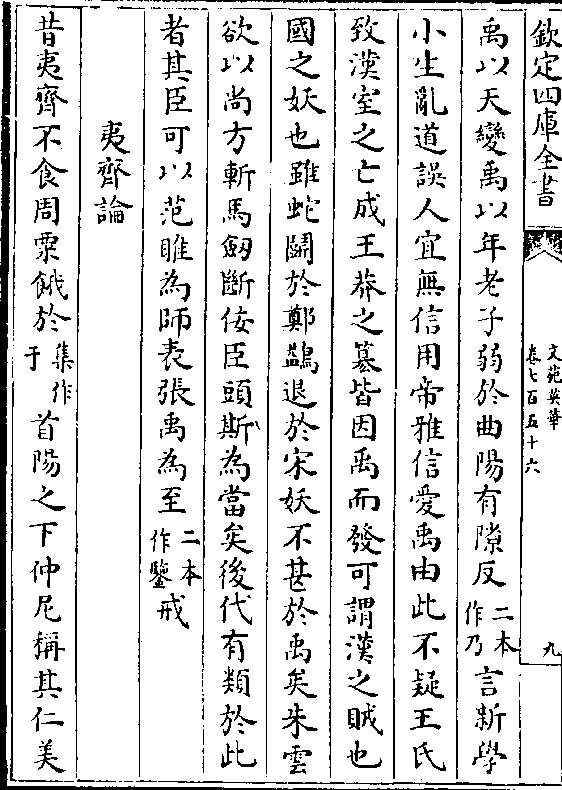 欽定四庫全書
文苑英華
卷七百五十六
九
禹以天變禹以年老子弱於曲陽有隙反二本作乃言新學
小生亂道誤人宜無信用帝雅信愛禹由此不疑王氏
致漢室之亡成王莽之簒皆因禹而發可謂漢之賊也
國之妖也雖蛇鬭於鄭鷁退於宋妖不甚於禹矣朱雲
欲以尚方斬馬劒斷佞臣頭斯為當矣後代有類於此
者其臣可以范雎為師表張禹為至二本作鑒戒
夷齊論
昔夷齊不食周粟餓於集作于首陽之下仲尼稱其仁美